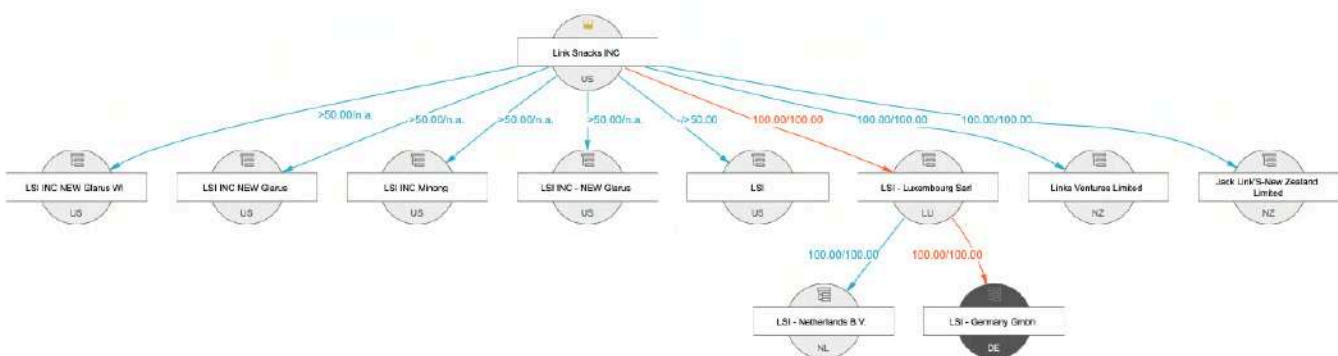 Link Snacks INC
US
>50.00/n.a.
>50.00/n.a.
>50.00/n.a.
>50.00/n.a.
-/>50.00
100.00/100.00
100.00/100.00
100.00/100.00
LSI INC NEW Glarus WI
US
LSI INC NEW Glarus
US
LSI INC Minong
US
LSI INC - NEW Glarus
US
LSI
US
LSI - Luxembourg Sarl
LU
Links Ventures Limited
NZ
Jack Link'S-New Zealand
Limited
NZ
100.00/100.00
100.00/100.00
LSI - Netherlands B.V.
NL
LSI - Germany Gmbh
DE